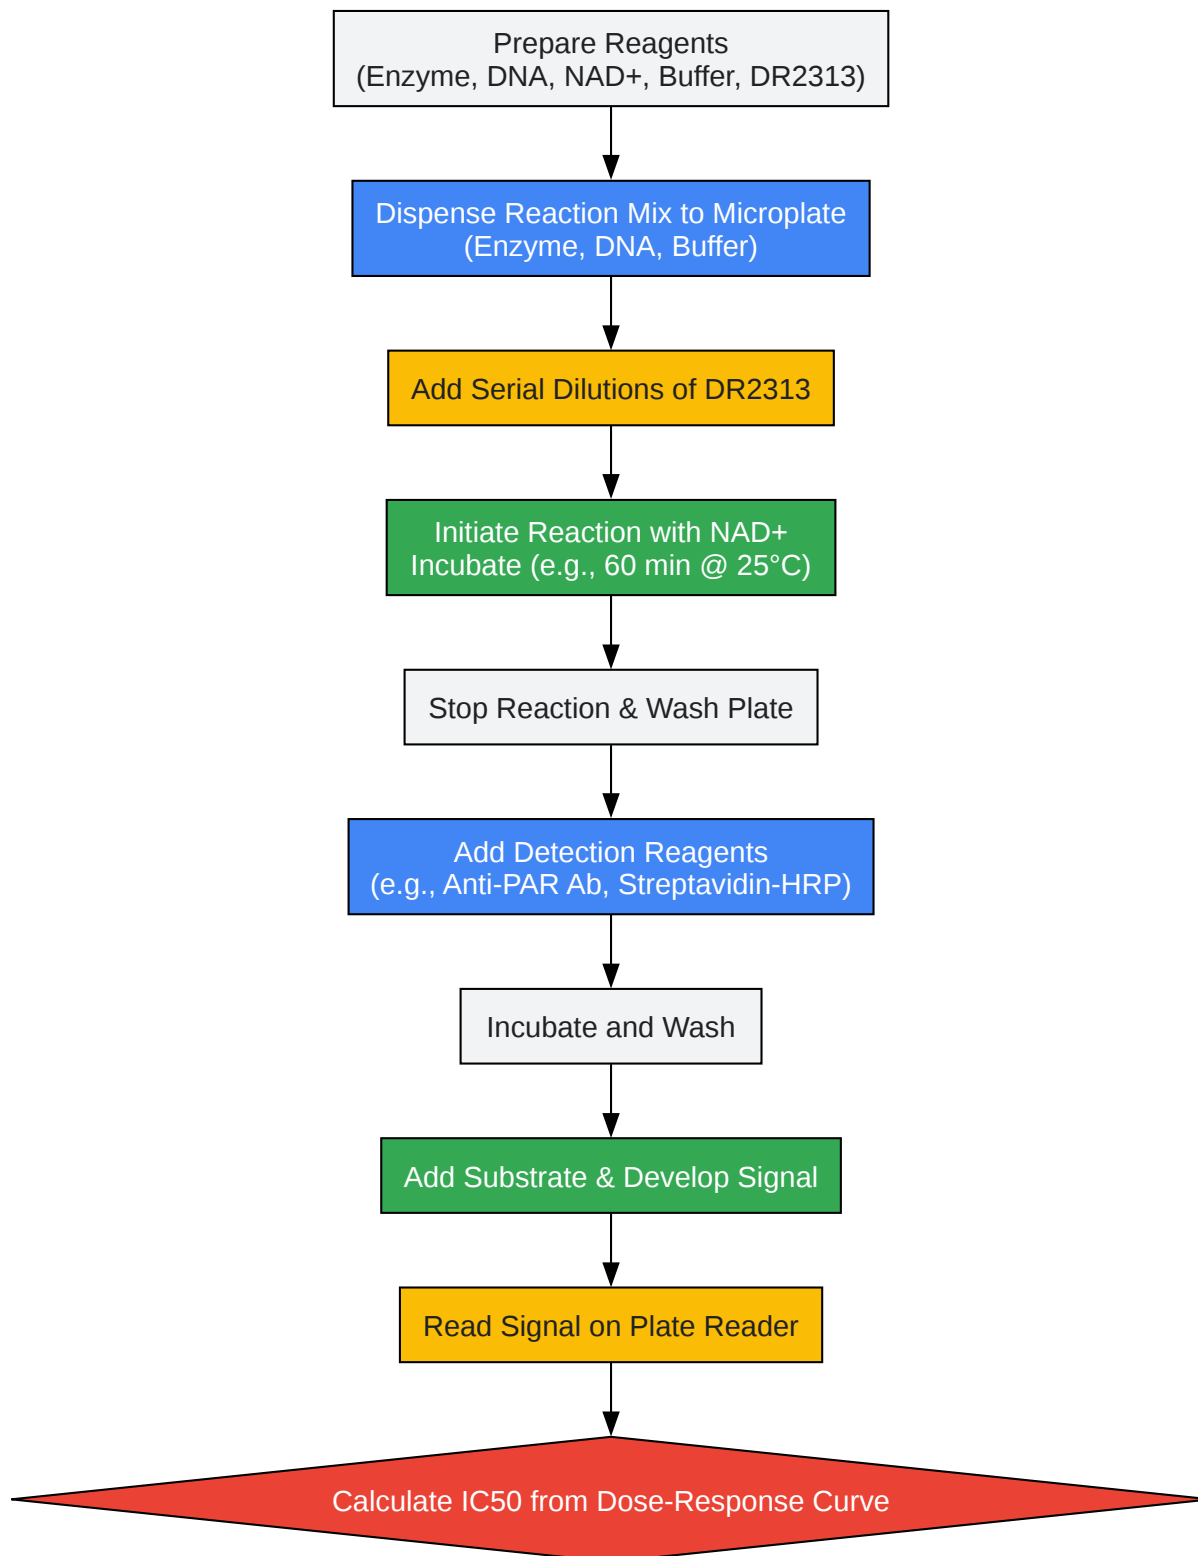 Prepare Reagents
(Enzyme, DNA, NAD+, Buffer, DR2313)
Dispense Reaction Mix to Microplate
(Enzyme, DNA, Buffer)
Add Serial Dilutions of DR2313
Initiate Reaction with NAD+
Incubate (e.g., 60 min @ 25°C)
Stop Reaction & Wash Plate
Add Detection Reagents
(e.g., Anti-PAR Ab, Streptavidin-HRP)
Incubate and Wash
Add Substrate & Develop Signal
Read Signal on Plate Reader
Calculate IC50 from Dose-Response Curve